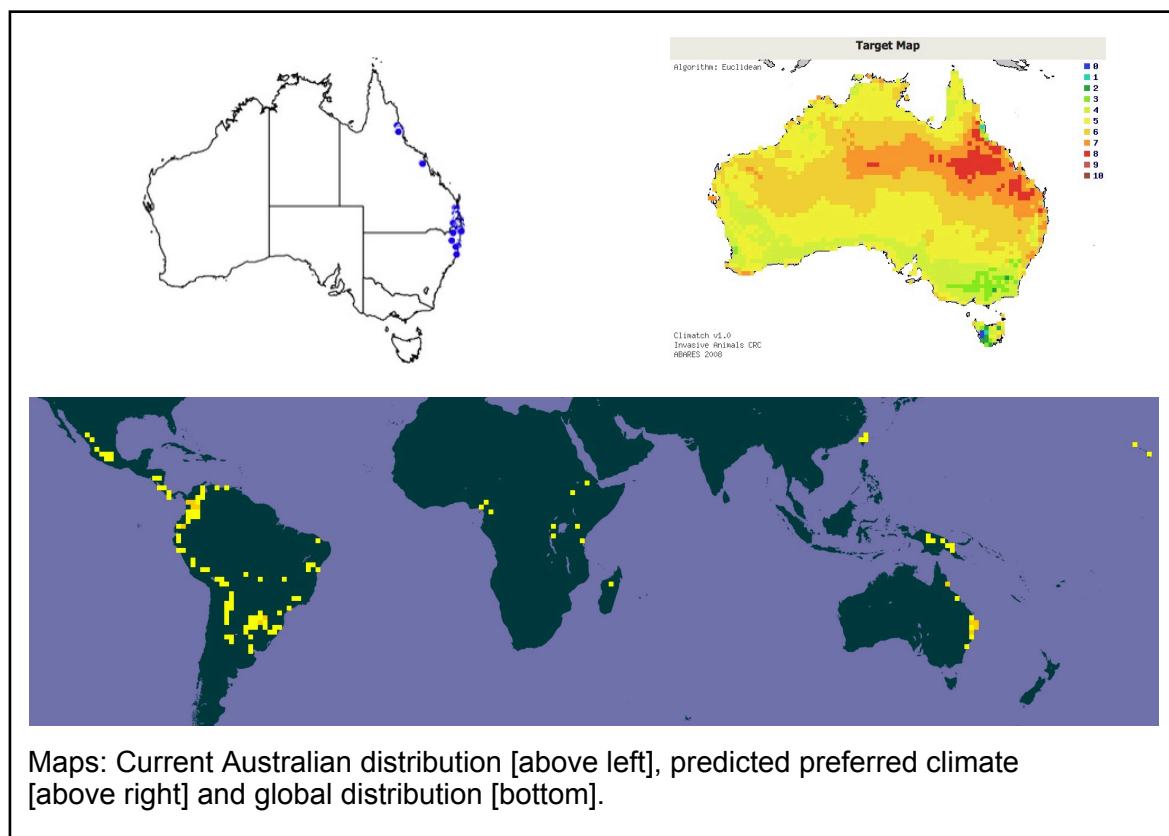 Target Map
Algorithm: Euclidean
0
1
2
3
4
5
6
7
8
9
10
Climatch v1.0
Invasive Animals CRC
ABARES 2008
Maps: Current Australian distribution [above left], predicted preferred climate
[above right] and global distribution [bottom].